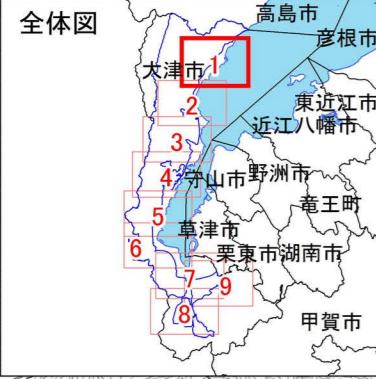 全体図
高島市
彦根市
大津市
1
2
東近江市
近江八幡市
3
4
守山市
野洲市
竜王町
5
草津市
6
栗東市
湖南市
7
9
8
甲賀市